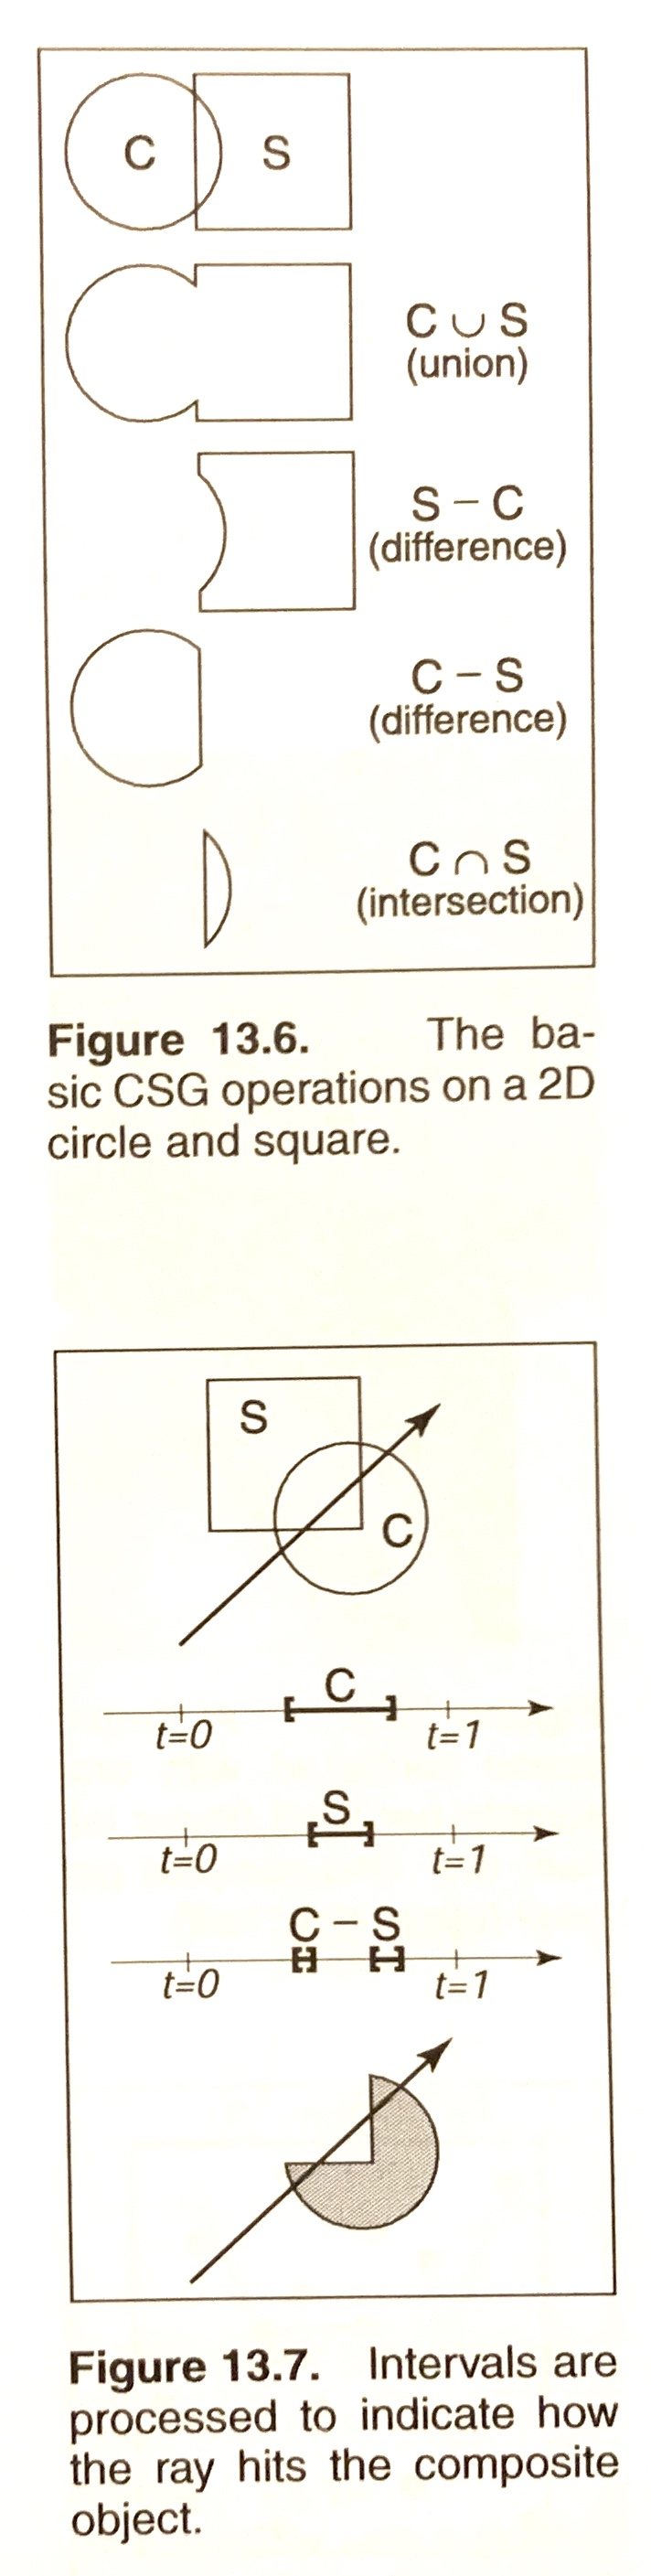 C S
C ∪ S
(union)
S – C
(difference)
C – S
(difference)
C ∩ S
(intersection)
Figure 13.6. The ba-
sic CSG operations on a 2D
circle and square.
S
C
C
t=0 t=1
S
t=0 t=1
C – S
t=0 t=1
Figure 13.7. Intervals are
processed to indicate how
the ray hits the composite
object.